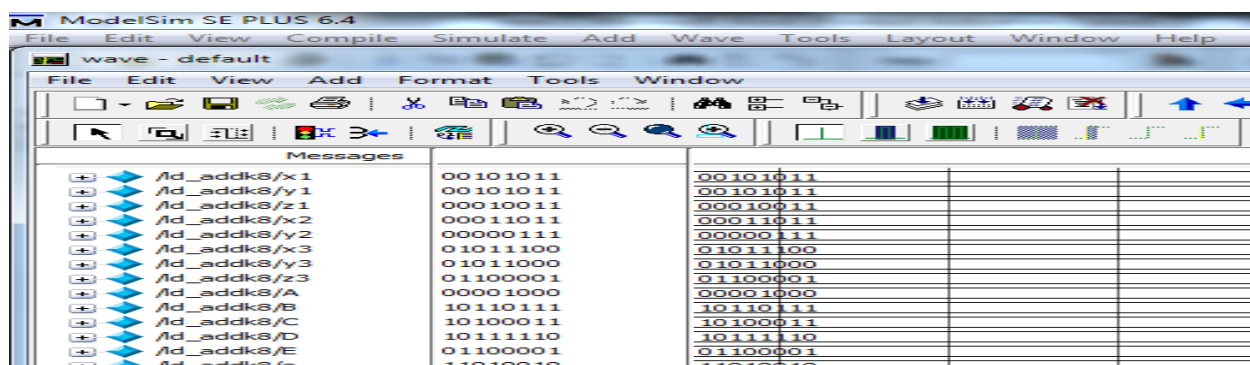 ModelSim SE PLUS 6.4
File Edit View Compile Simulate Add Wave Tools Layout Window Help
wave - default
File Edit View Add Format Tools Window
Messages
/ld_addk8/x1 00101011 00101011
/ld_addk8/y1 00101011 00101011
/ld_addk8/z1 00010011 00010011
/ld_addk8/x2 00011011 00011011
/ld_addk8/y2 00000111 00000111
/ld_addk8/x3 01011100 01011100
/ld_addk8/y3 01011000 01011000
/ld_addk8/z3 01100001 01100001
/ld_addk8/A 00001000 00001000
/ld_addk8/B 10110111 10110111
/ld_addk8/C 10100011 10100011
/ld_addk8/D 10111110 10111110
/ld_addk8/E 01100001 01100001